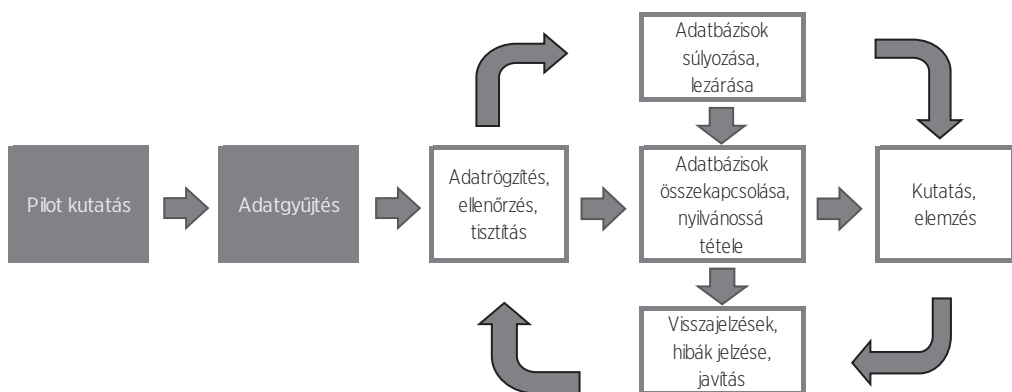 Pilot kutatás
Adatgyűjtés
Adatrögzítés,
ellenőrzés,
tisztítás
Adatbázisok
súlyozása,
lezárása
Adatbázisok
összekapcsolása,
nyilvánossá
tétele
Visszajelzések,
hibák jelzése,
javítás
Kutatás,
elemzés